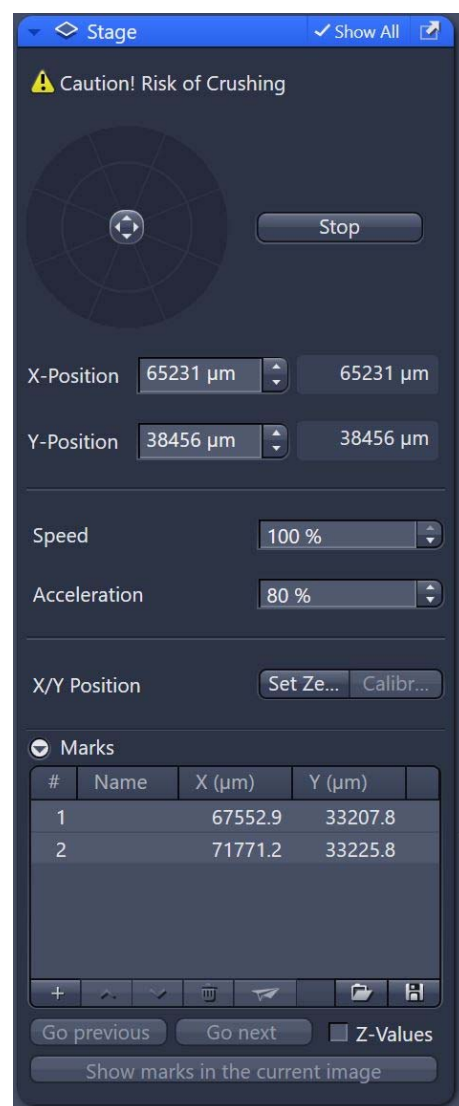 Stage Show All
Caution! Risk of Crushing
Stop
X-Position 65231 µm 65231 µm
Y-Position 38456 µm 38456 µm
Speed 100 %
Acceleration 80 %
X/Y Position Set Ze... Calibr...
Marks
# Name X (µm) Y (µm)
1 67552.9 33207.8
2 71771.2 33225.8
Go previous Go next Z-Values
Show marks in the current image